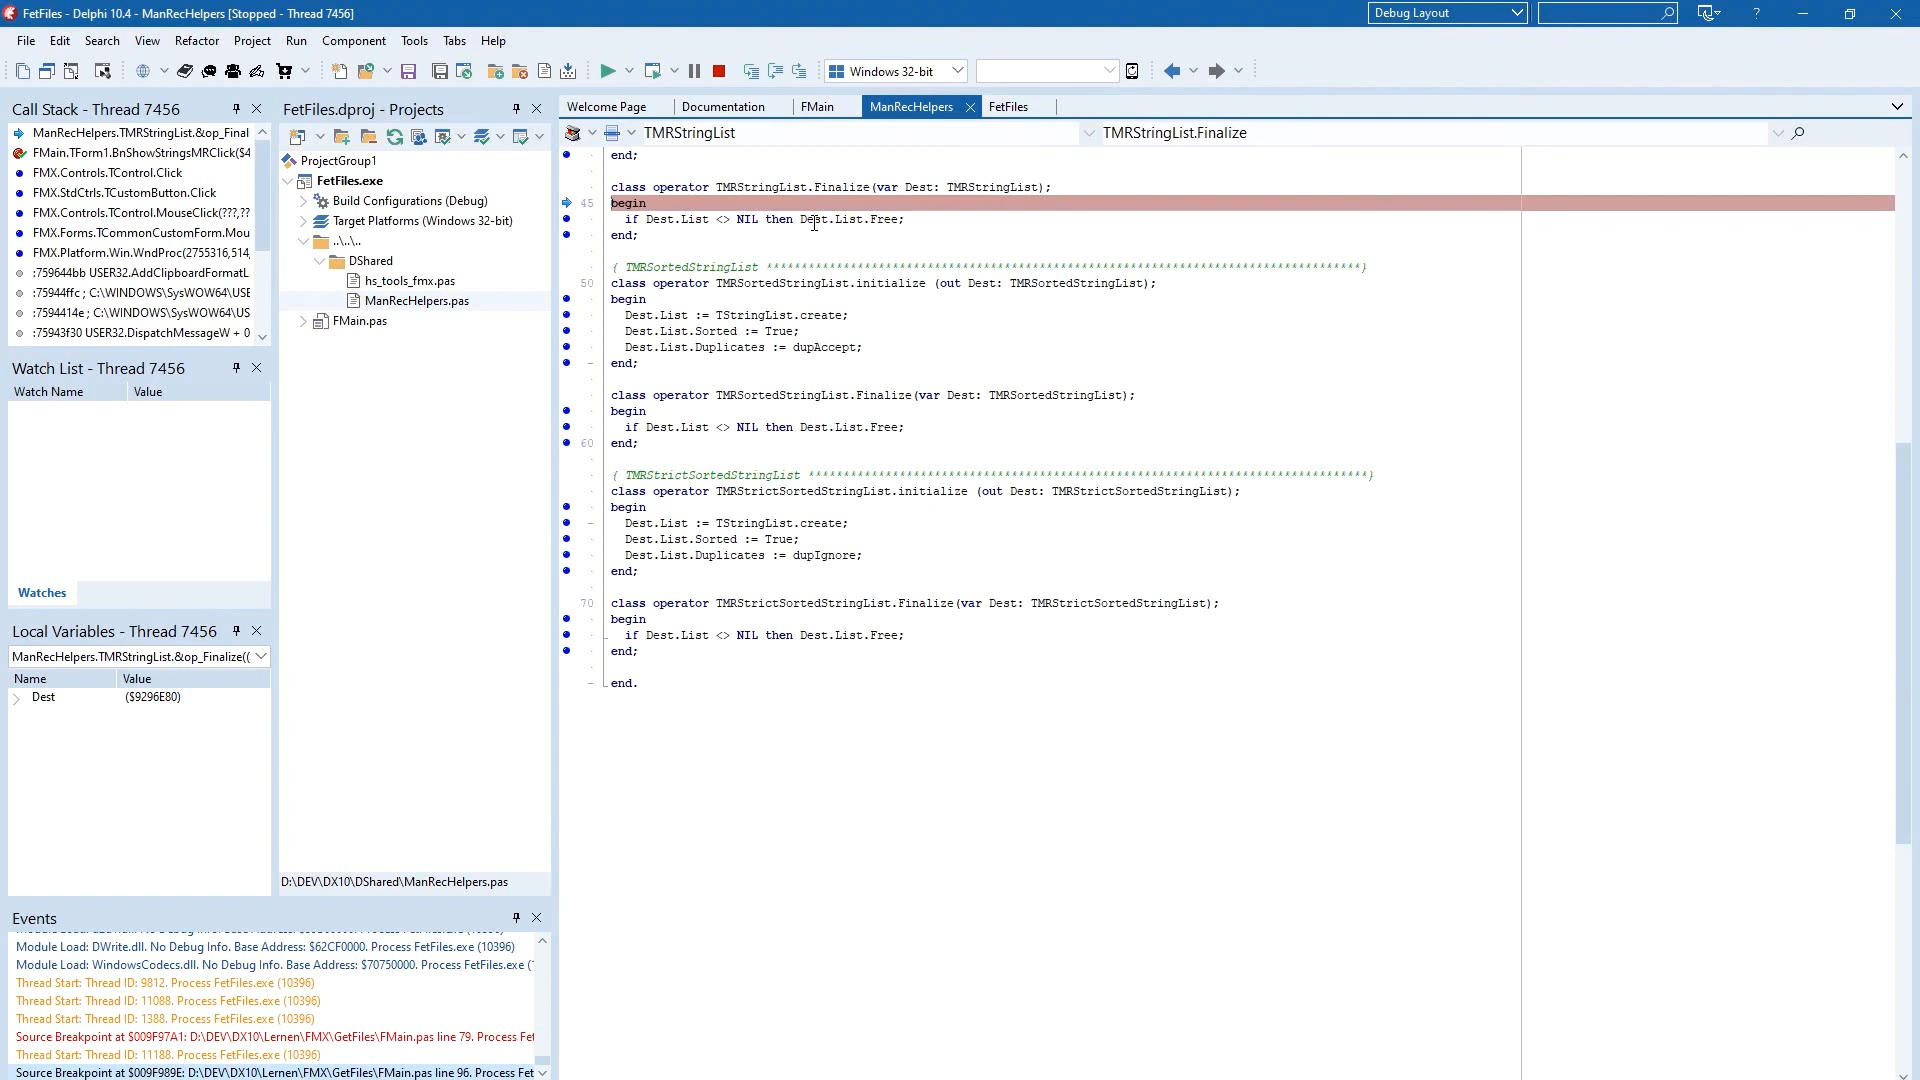 FetFiles - Delphi 10.4 - ManRecHelpers [Stopped - Thread 7456]
Debug Layout
?
File Edit Search View Refactor Project Run Component Tools Tabs Help
Windows 32-bit
Call Stack - Thread 7456
ManRecHelpers.TMRStringList.&op_Final
FMain.TForm1.BnShowStringsMRClick($4
FMX.Controls.TControl.Click
FMX.StdCtrls.TCustomButton.Click
FMX.Controls.TControl.MouseClick(???,??
FMX.Forms.TCommonCustomForm.Mou
FMX.Platform.Win.WndProc(2755316,514,
:759644bb USER32.AddClipboardFormatL
:75944ffc ; C:\WINDOWS\SysWOW64\USE
:7594414e ; C:\WINDOWS\SysWOW64\US
:75943f30 USER32.DispatchMessageW + 0
Watch List - Thread 7456
Watch Name Value
Watches
Local Variables - Thread 7456
ManRecHelpers.TMRStringList.&op_Finalize((
Name Value
Dest ($9296E80)
FetFiles.dproj - Projects
ProjectGroup1
FetFiles.exe
Build Configurations (Debug)
Target Platforms (Windows 32-bit)
..\..\..
DShared
hs_tools_fmx.pas
ManRecHelpers.pas
FMain.pas
D:\DEV\DX10\DShared\ManRecHelpers.pas
Events
Module Load: DWrite.dll. No Debug Info. Base Address: $62CF0000. Process FetFiles.exe (10396)
Module Load: WindowsCodecs.dll. No Debug Info. Base Address: $70750000. Process FetFiles.exe (
Thread Start: Thread ID: 9812. Process FetFiles.exe (10396)
Thread Start: Thread ID: 11088. Process FetFiles.exe (10396)
Thread Start: Thread ID: 1388. Process FetFiles.exe (10396)
Source Breakpoint at $009F97A1: D:\DEV\DX10\Lernen\FMX\GetFiles\FMain.pas line 79. Process Fet
Thread Start: Thread ID: 11188. Process FetFiles.exe (10396)
Source Breakpoint at $009F989E: D:\DEV\DX10\Lernen\FMX\GetFiles\FMain.pas line 96. Process Fet
Welcome Page Documentation FMain ManRecHelpers FetFiles
TMRStringList TMRStringList.Finalize
end;
class operator TMRStringList.Finalize(var Dest: TMRStringList);
45 begin
if Dest.List <> NIL then Dest.List.Free;
end;
{ TMRSortedStringList *************************************************************************************}
50 class operator TMRSortedStringList.initialize (out Dest: TMRSortedStringList);
begin
Dest.List := TStringList.create;
Dest.List.Sorted := True;
Dest.List.Duplicates := dupAccept;
end;
class operator TMRSortedStringList.Finalize(var Dest: TMRSortedStringList);
begin
if Dest.List <> NIL then Dest.List.Free;
60 end;
{ TMRStrictSortedStringList ********************************************************************************}
class operator TMRStrictSortedStringList.initialize (out Dest: TMRStrictSortedStringList);
begin
Dest.List := TStringList.create;
Dest.List.Sorted := True;
Dest.List.Duplicates := dupIgnore;
end;
70 class operator TMRStrictSortedStringList.Finalize(var Dest: TMRStrictSortedStringList);
begin
if Dest.List <> NIL then Dest.List.Free;
end;
end.